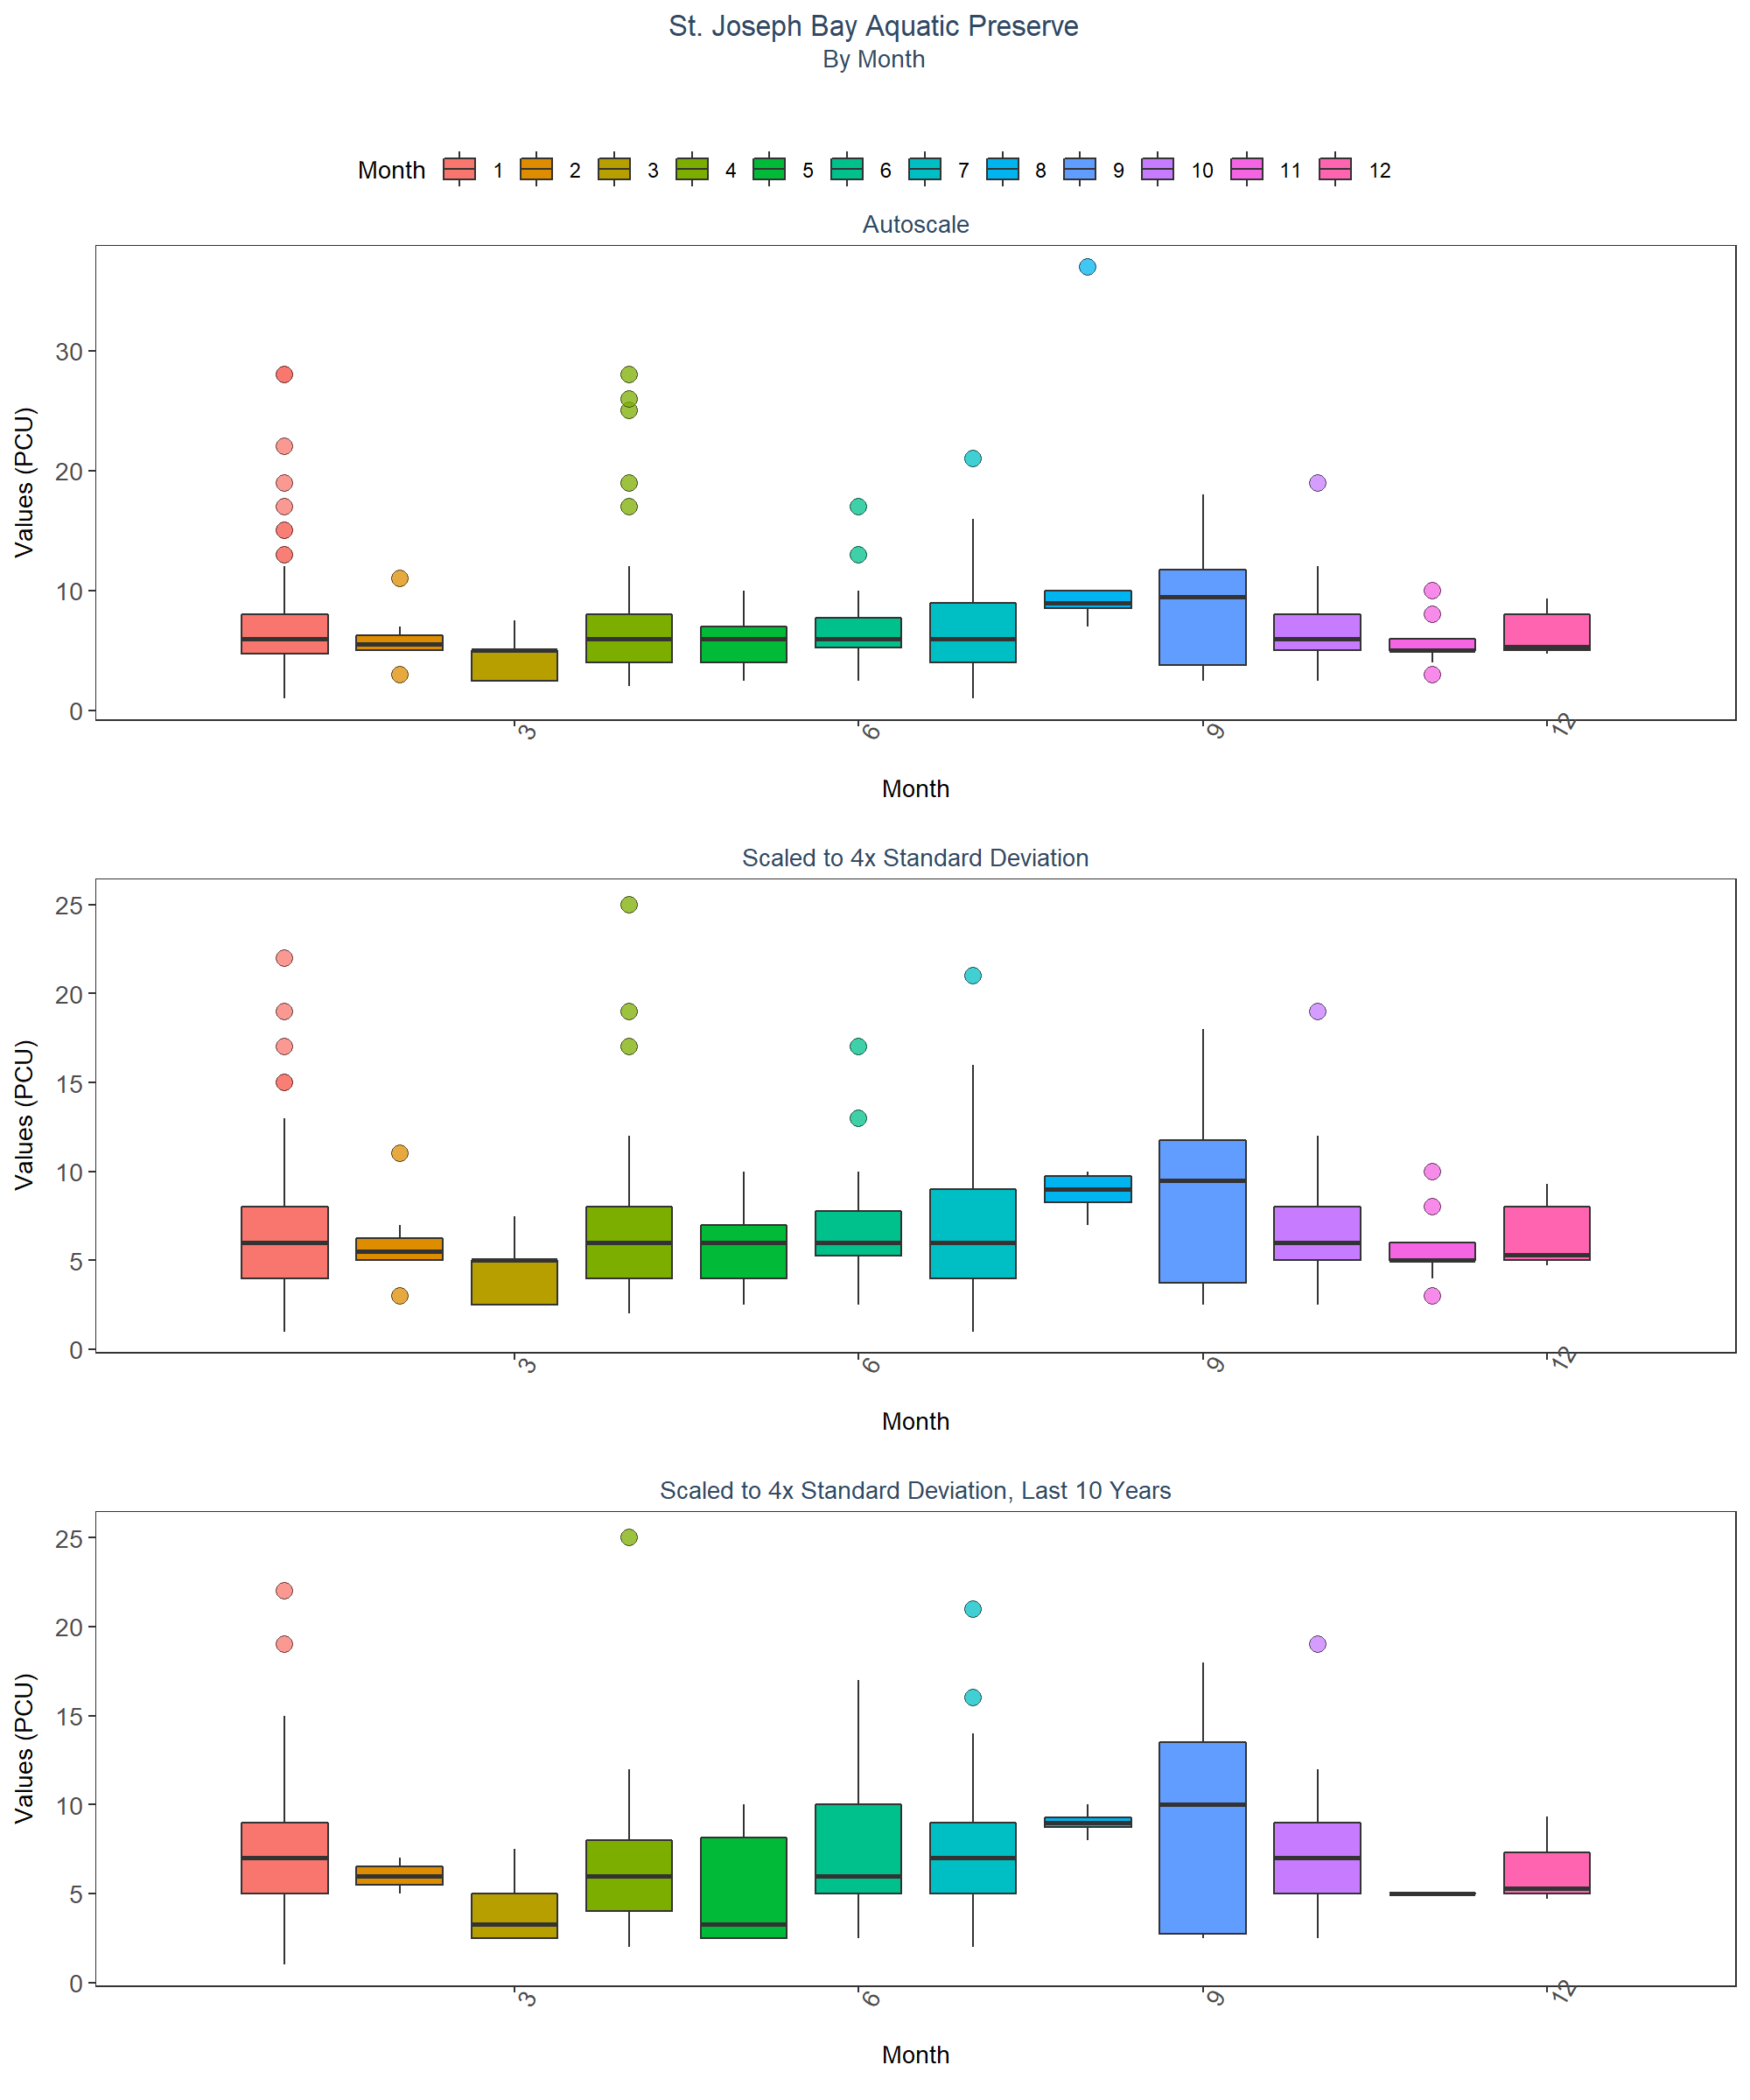 St. Joseph Bay Aquatic Preserve
By Month
Month 1 2 3 4 5 6 7 8 9 10 11 12
Autoscale
Values (PCU)
30
20
10
0
3 6 9 12
Month
Scaled to 4x Standard Deviation
Values (PCU)
25
20
15
10
5
0
3 6 9 12
Month
Scaled to 4x Standard Deviation, Last 10 Years
Values (PCU)
25
20
15
10
5
0
3 6 9 12
Month